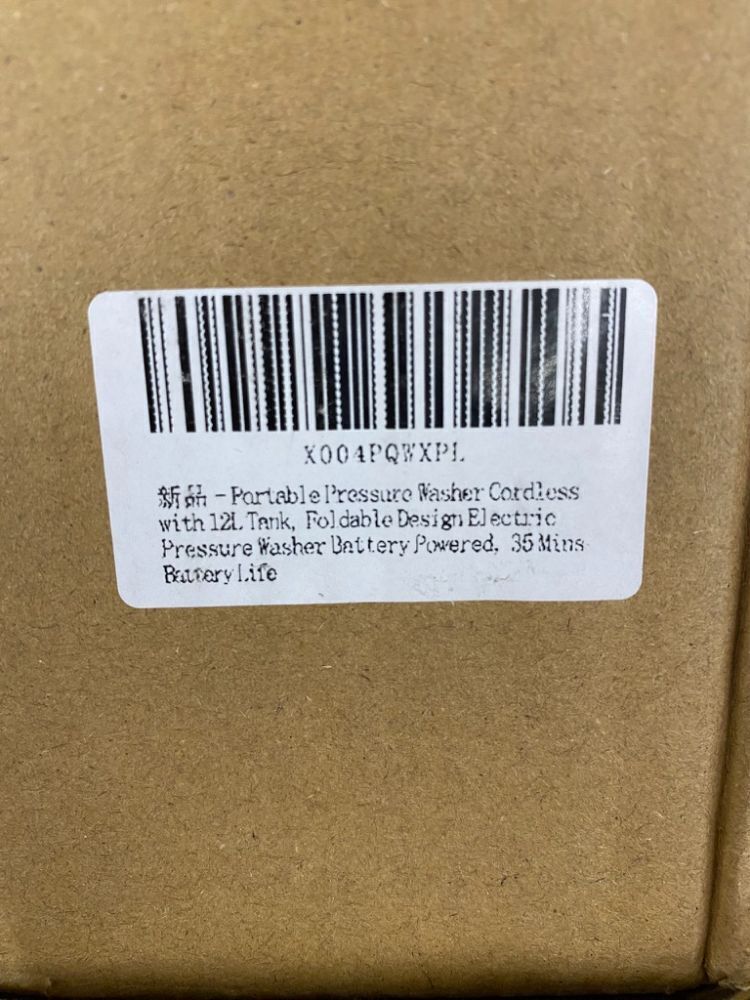 X004PQWXPL
新品 - Portable Pressure Washer Cordless
with 12L Tank, Foldable Design Electric
Pressure Washer Battery Powered, 35 Mins
Battery Life